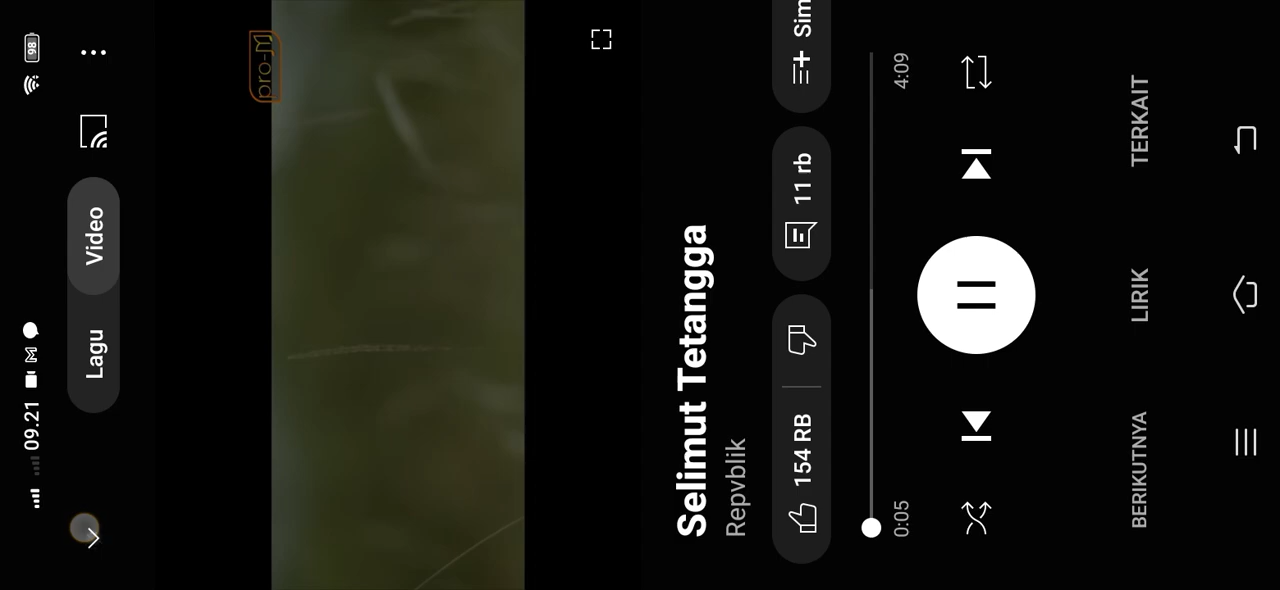 09.21
98
Lagu Video
pro-M
Selimut Tetangga
Repvblik
154 RB
11 rb
Sim
0:05
4:09
BERIKUTNYA
LIRIK
TERKAIT